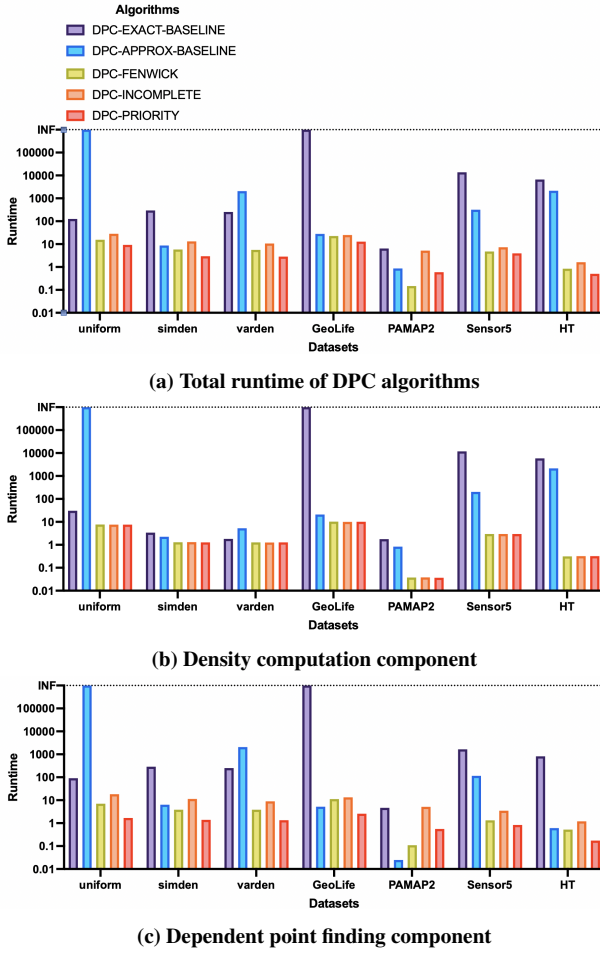 Algorithms
DPC-EXACT-BASELINE
DPC-APPROX-BASELINE
DPC-FENWICK
DPC-INCOMPLETE
DPC-PRIORITY
INF
100000
10000
1000
100
10
1
0.1
0.01
Runtime
uniform simden varden GeoLife PAMAP2 Sensor5 HT
Datasets
(a) Total runtime of DPC algorithms
INF
100000
10000
1000
100
10
1
0.1
0.01
Runtime
uniform simden varden GeoLife PAMAP2 Sensor5 HT
Datasets
(b) Density computation component
INF
100000
10000
1000
100
10
1
0.1
0.01
Runtime
uniform simden varden GeoLife PAMAP2 Sensor5 HT
Datasets
(c) Dependent point finding component